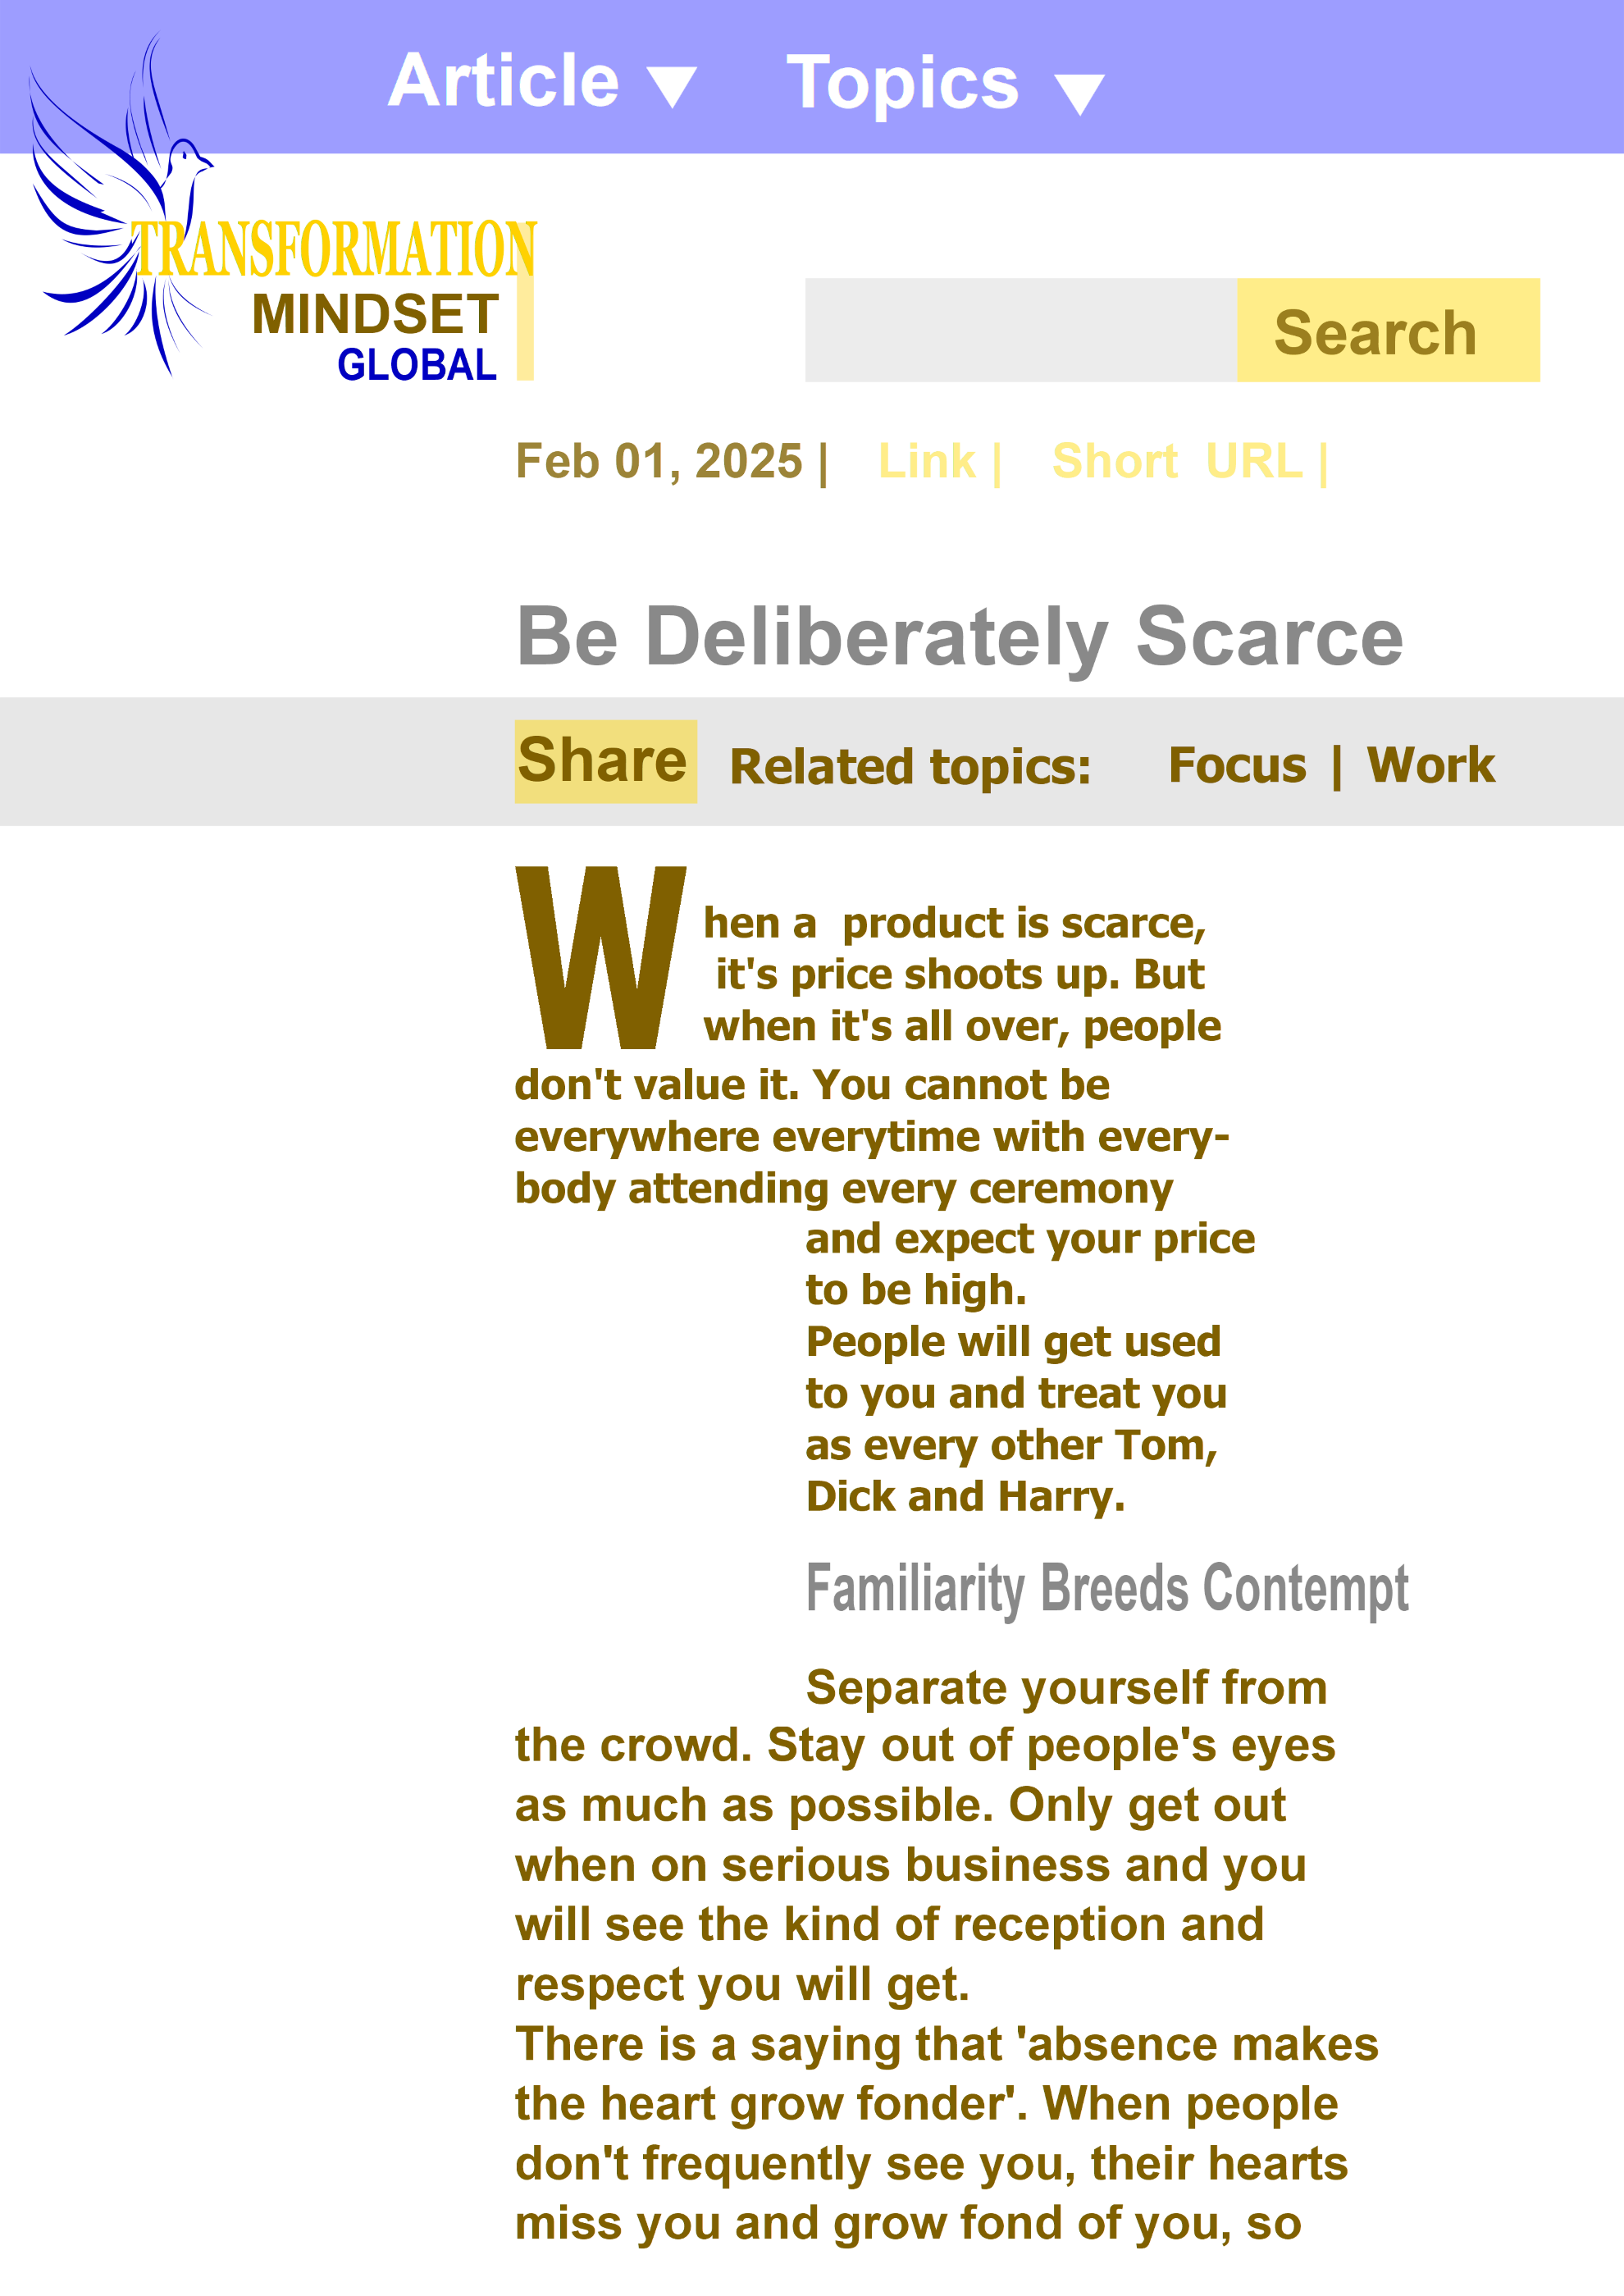 Article ▼ Topics ▼
TRANSFORMATION
MINDSET
GLOBAL
Search
Feb 01, 2025 | Link | Short URL |
Be Deliberately Scarce
Share Related topics: Focus | Work
When a product is scarce,
it's price shoots up. But
when it's all over, people
don't value it. You cannot be
everywhere everytime with every-
body attending every ceremony
and expect your price
to be high.
People will get used
to you and treat you
as every other Tom,
Dick and Harry.
Familiarity Breeds Contempt
Separate yourself from
the crowd. Stay out of people's eyes
as much as possible. Only get out
when on serious business and you
will see the kind of reception and
respect you will get.
There is a saying that 'absence makes
the heart grow fonder'. When people
don't frequently see you, their hearts
miss you and grow fond of you, so